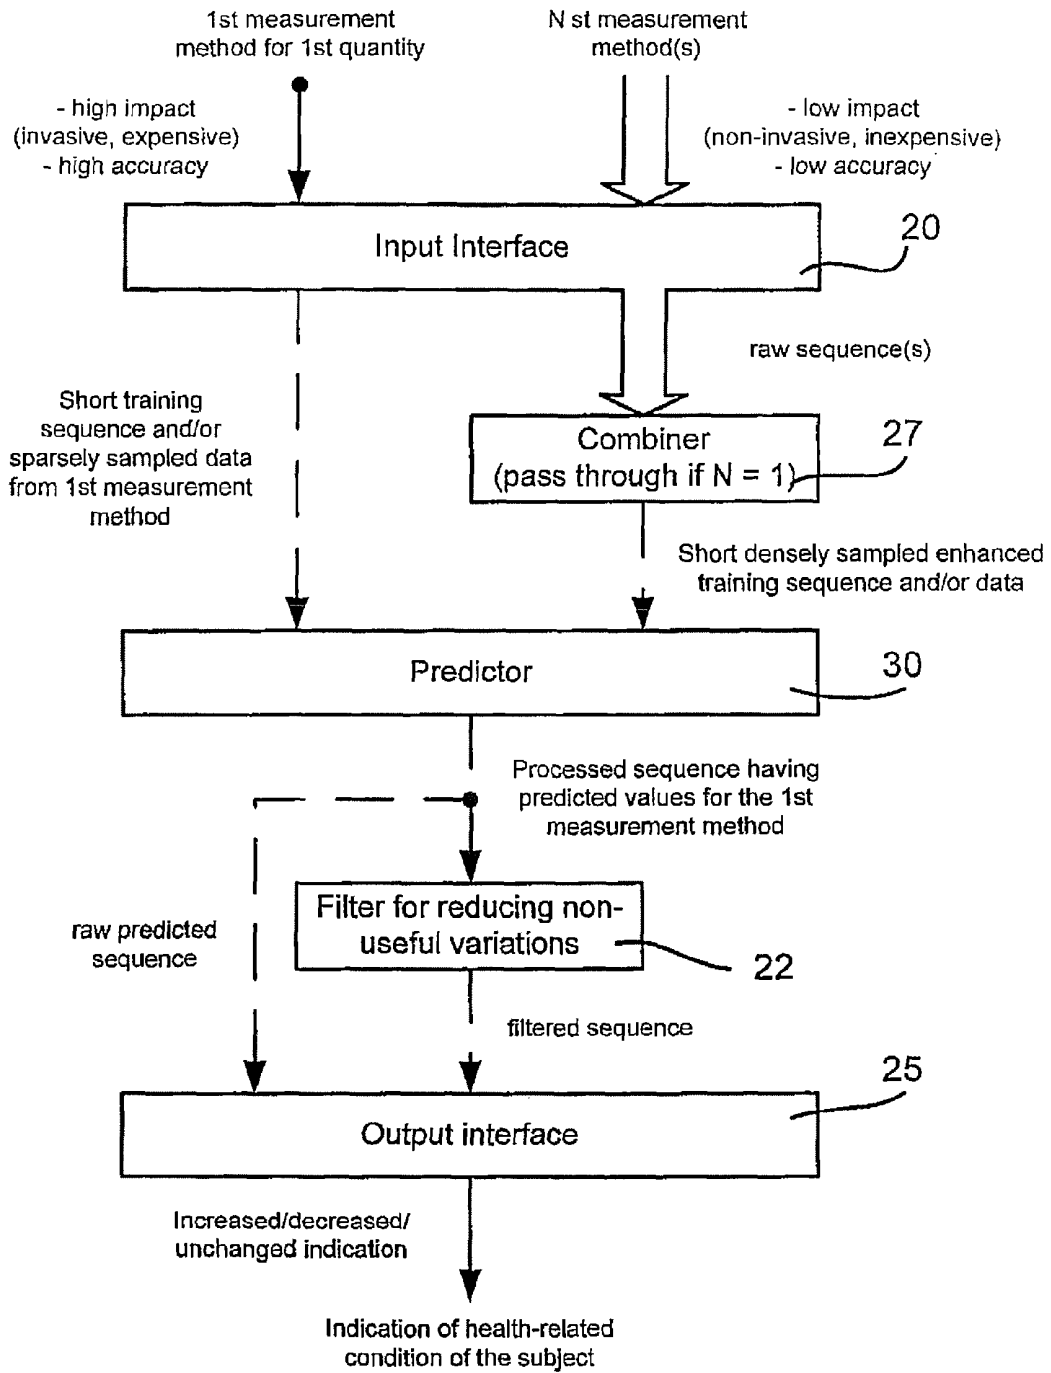 1st measurement
method for 1st quantity
N st measurement
method(s)
- high impact
(invasive, expensive)
- high accuracy
- low impact
(non-invasive, inexpensive)
- low accuracy
Input Interface
20
raw sequence(s)
Short training
sequence and/or
sparsely sampled data
from 1st measurement
method
Combiner
(pass through if N = 1)
27
Short densely sampled enhanced
training sequence and/or data
Predictor
30
Processed sequence having
predicted values for the 1st
measurement method
Filter for reducing non-
useful variations
22
raw predicted
sequence
filtered sequence
25
Output interface
Increased/decreased/
unchanged indication
Indication of health-related
condition of the subject